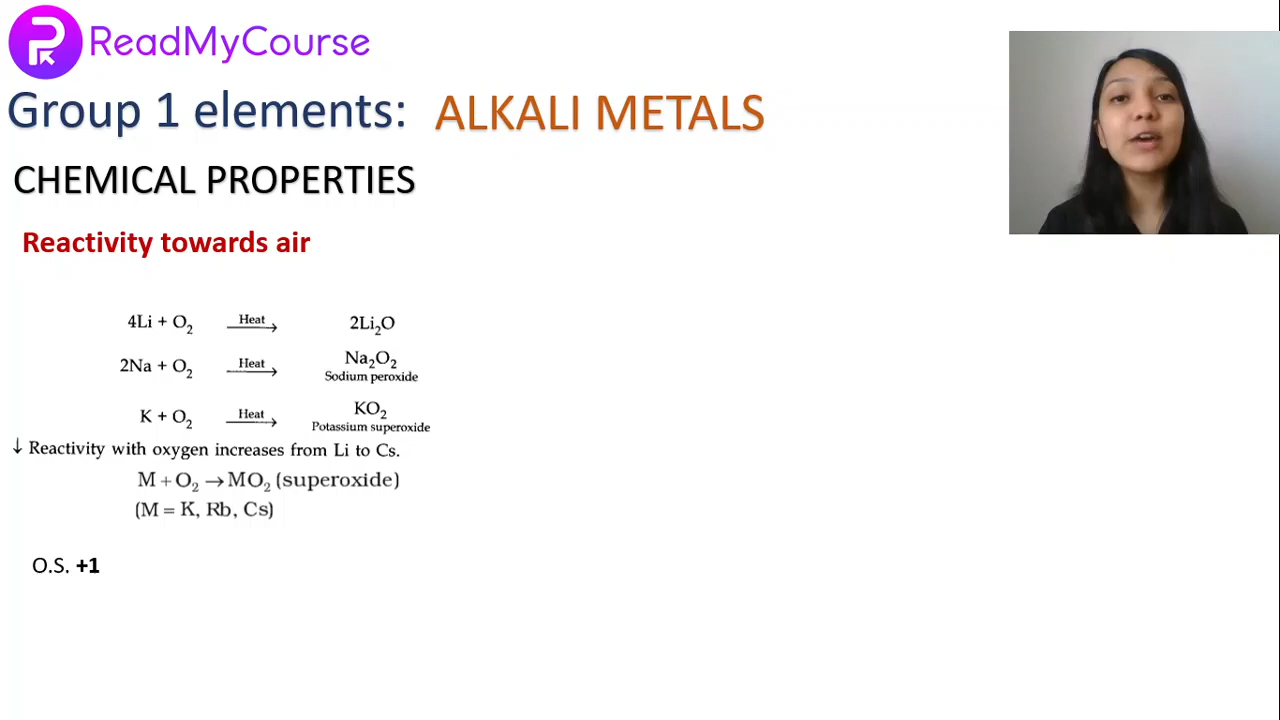 ReadMyCourse
Group 1 elements: ALKALI METALS
CHEMICAL PROPERTIES
Reactivity towards air
4Li + O₂ Heat → 2Li₂O
2Na + O₂ Heat → Na₂O₂
Sodium peroxide
K + O₂ Heat → KO₂
Potassium superoxide
↓ Reactivity with oxygen increases from Li to Cs.
M + O₂ → MO₂ (superoxide)
(M = K, Rb, Cs)
O.S. +1